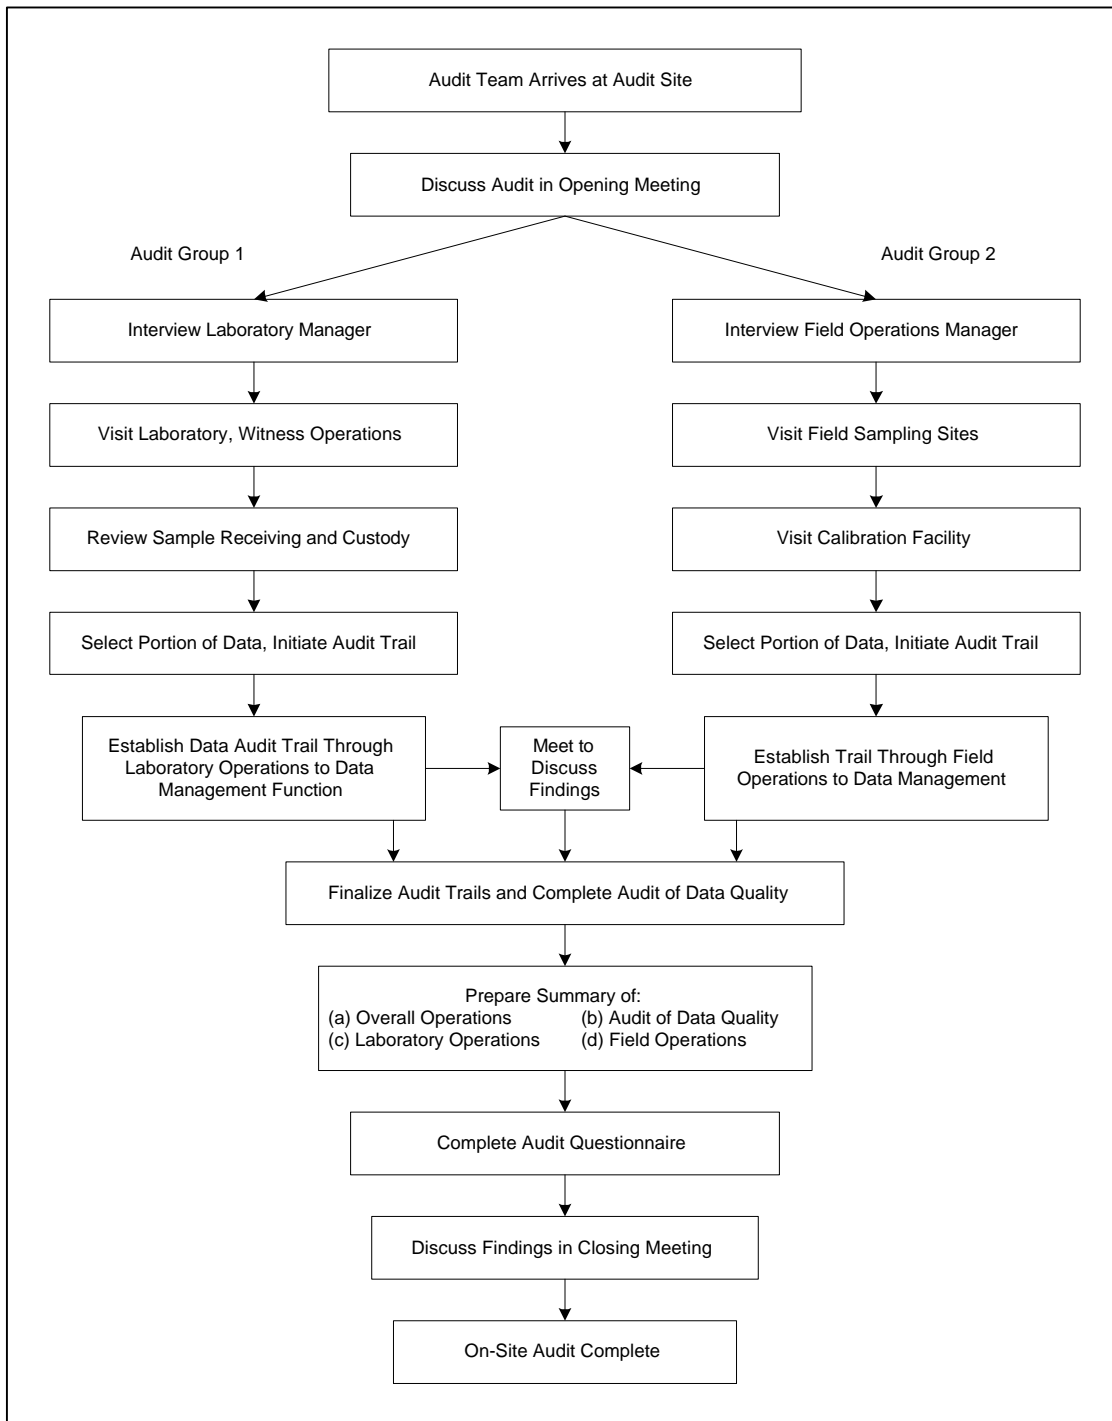 Audit Team Arrives at Audit Site
Discuss Audit in Opening Meeting
Audit Group 1
Audit Group 2
Interview Laboratory Manager
Interview Field Operations Manager
Visit Laboratory, Witness Operations
Visit Field Sampling Sites
Review Sample Receiving and Custody
Visit Calibration Facility
Select Portion of Data, Initiate Audit Trail
Select Portion of Data, Initiate Audit Trail
Establish Data Audit Trail Through
Laboratory Operations to Data
Management Function
Meet to
Discuss
Findings
Establish Trail Through Field
Operations to Data Management
Finalize Audit Trails and Complete Audit of Data Quality
Prepare Summary of:
(a) Overall Operations (b) Audit of Data Quality
(c) Laboratory Operations (d) Field Operations
Complete Audit Questionnaire
Discuss Findings in Closing Meeting
On-Site Audit Complete